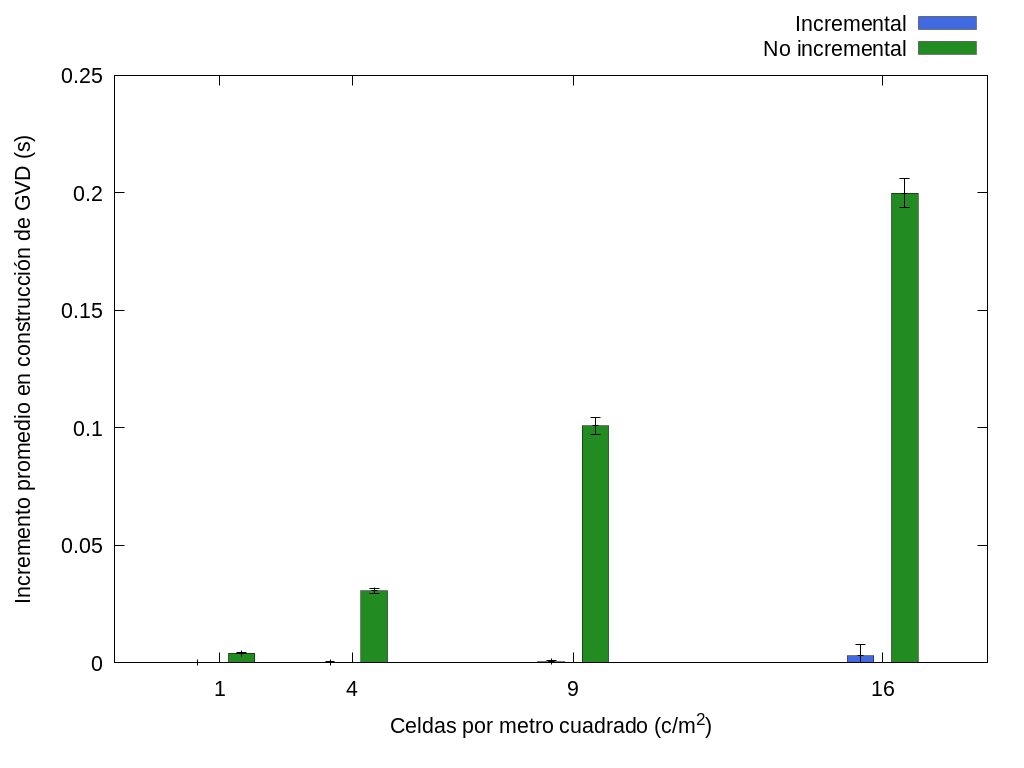 Incremental
No incremental
0.25
0.2
0.15
0.1
0.05
0
Incremento promedio en construcción de GVD (s)
1 4 9 16
Celdas por metro cuadrado (c/m²)